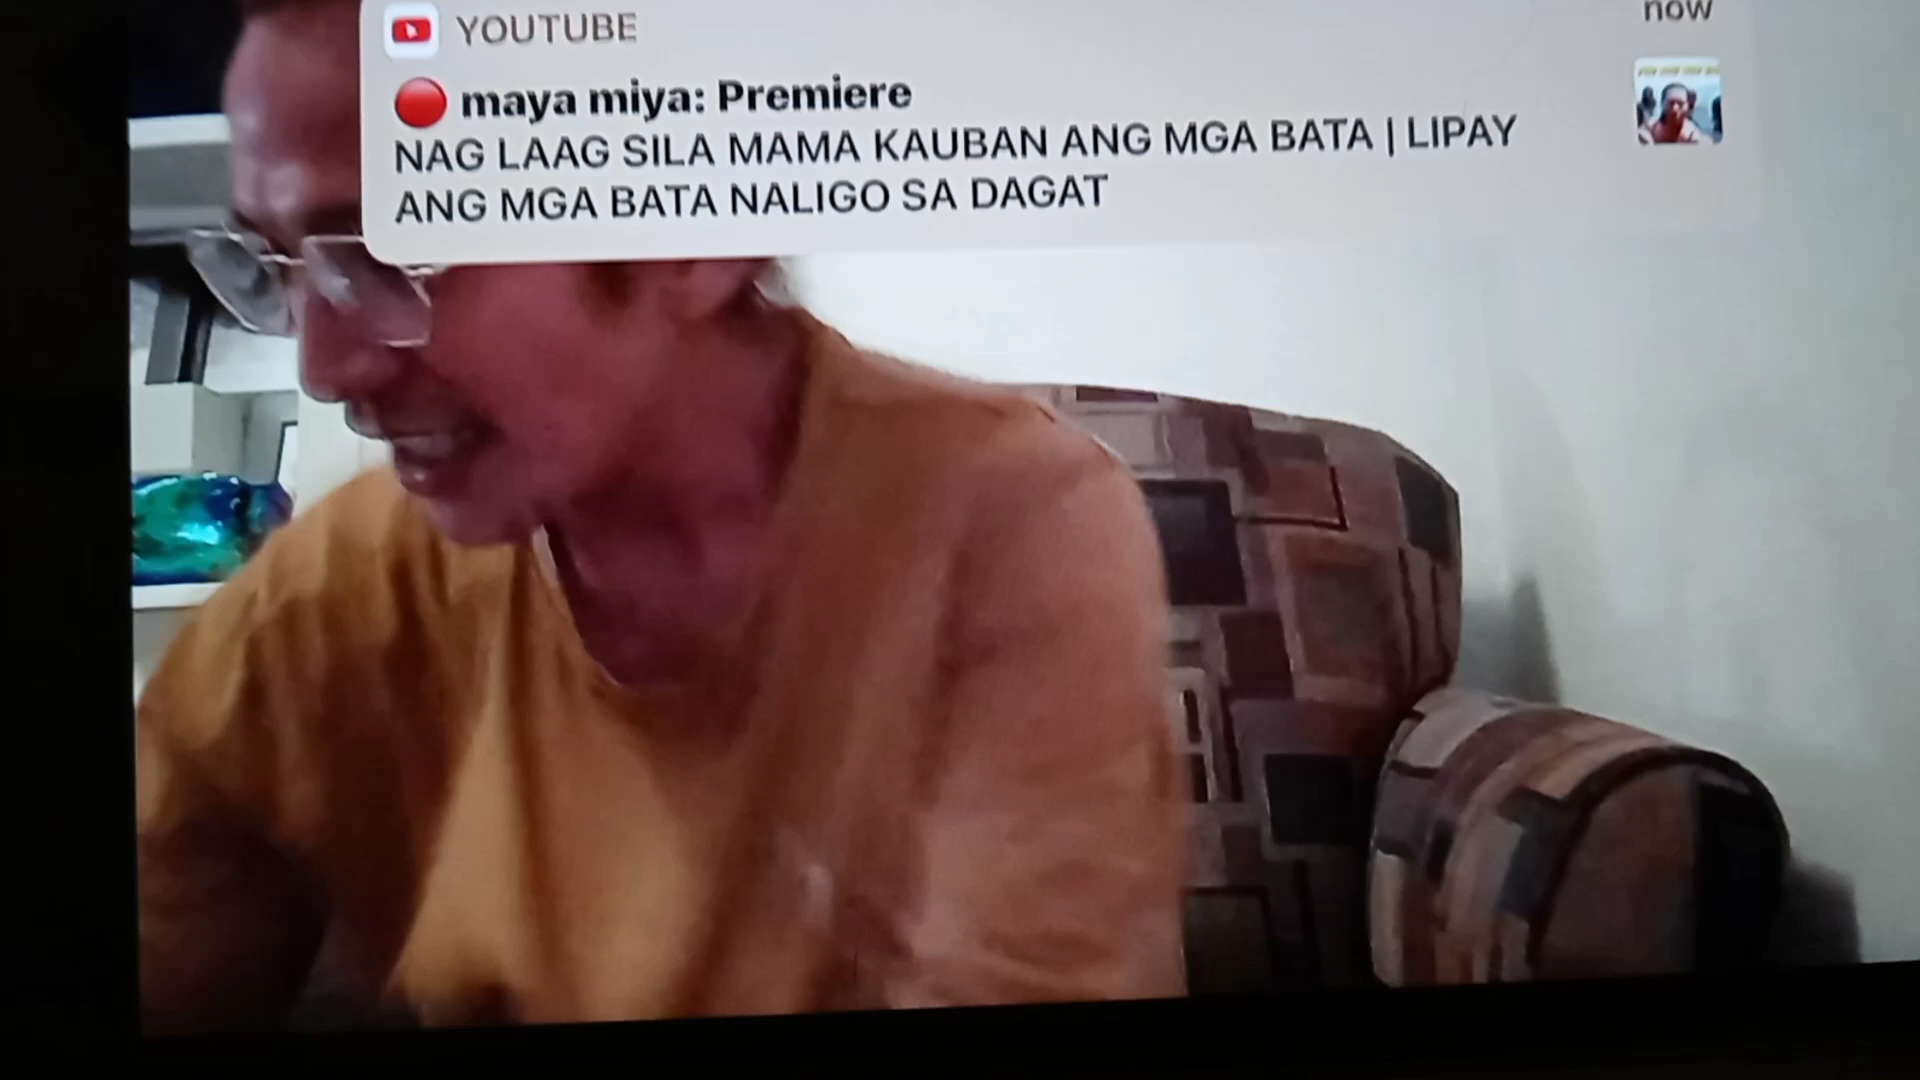 YOUTUBE
now
🔴 maya miya: Premiere
NAG LAAG SILA MAMA KAUBAN ANG MGA BATA | LIPAY
ANG MGA BATA NALIGO SA DAGAT